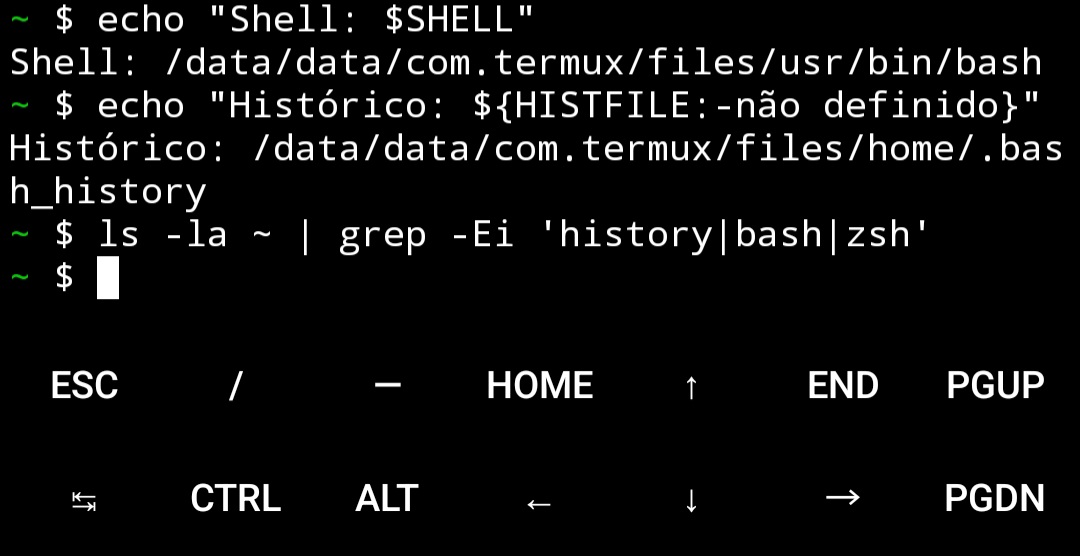 ~ $ echo "Shell: $SHELL"
Shell: /data/data/com.termux/files/usr/bin/bash
~ $ echo "Histórico: ${HISTFILE:-não definido}"
Histórico: /data/data/com.termux/files/home/.bas
h_history
~ $ ls -la ~ | grep -Ei 'history|bash|zsh'
~ $
ESC / — HOME ↑ END PGUP
↹ CTRL ALT ← ↓ → PGDN